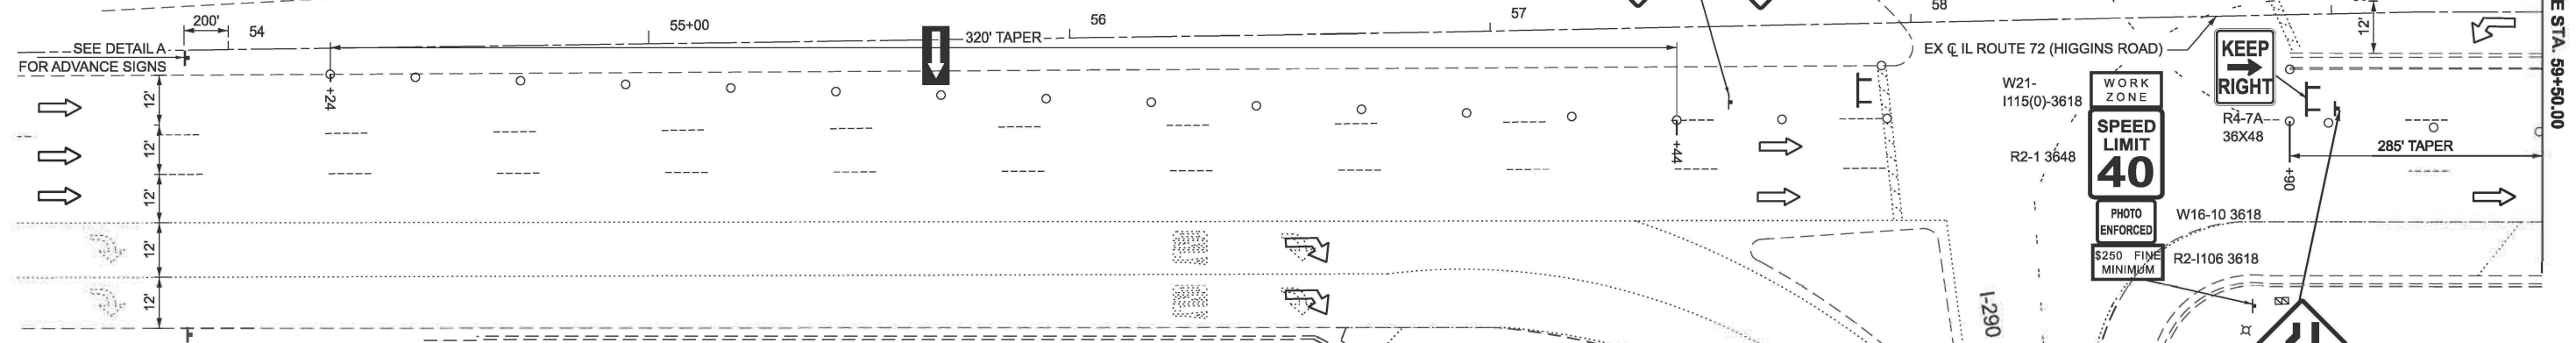 200'
54
55+00
56
57
58
SEE DETAIL A
FOR ADVANCE SIGNS
320' TAPER
EX ℄ IL ROUTE 72 (HIGGINS ROAD)
12'
12'
12'
12'
12'
12'
+24
+44
+90
W21-
I115(0)-3618
WORK
ZONE
R2-1 3648
SPEED
LIMIT
40
PHOTO
ENFORCED
W16-10 3618
$250 FINE
MINIMUM
R2-I106 3618
KEEP
RIGHT
R4-7A
36X48
285' TAPER
I-290
E STA. 59+50.00